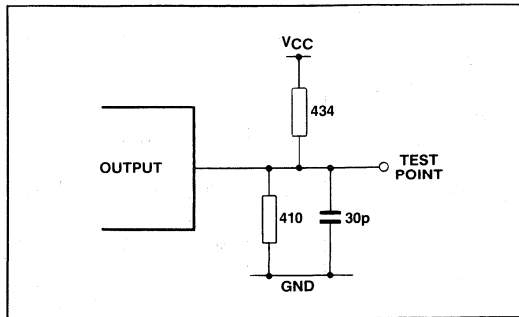 VCC
434
OUTPUT
TEST
POINT
410
30p
GND